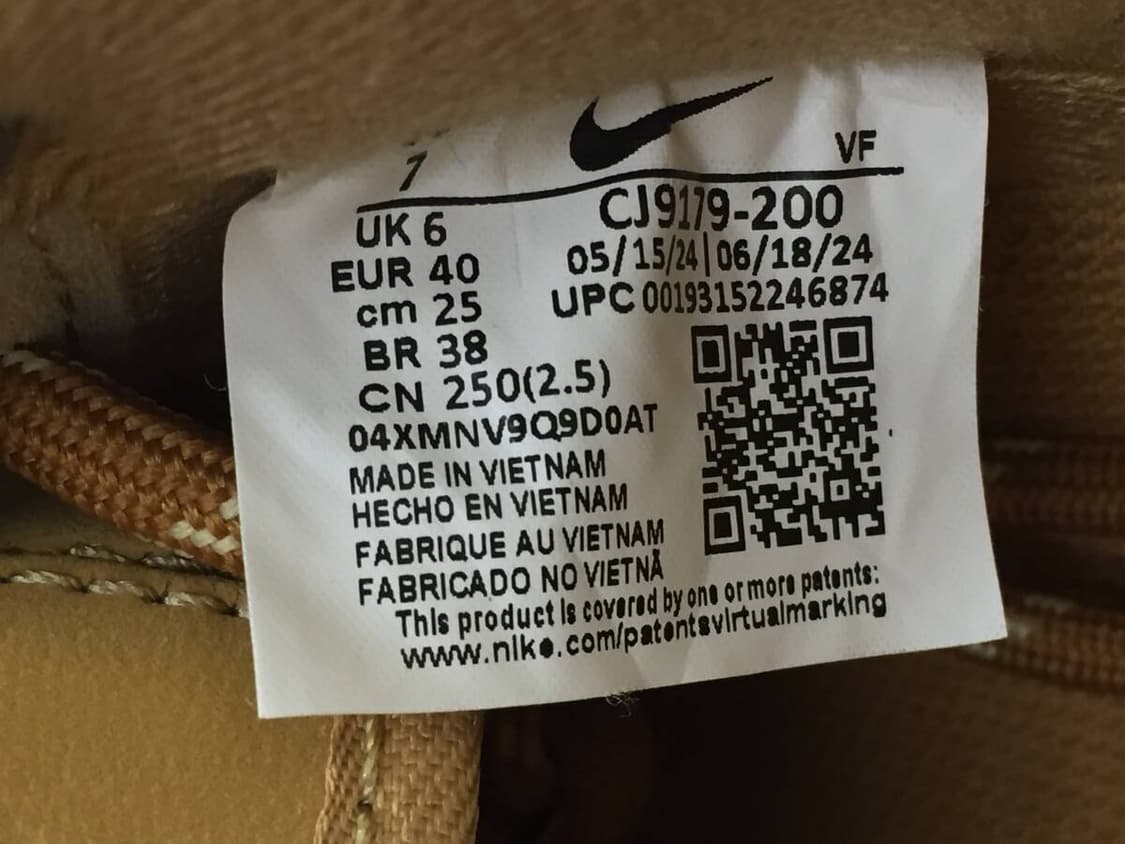 7
VF
UK 6
CJ9179-200
EUR 40
05/15/24|06/18/24
cm 25
UPC 00193152246874
BR 38
CN 250(2.5)
04XMNV9Q9D0AT
MADE IN VIETNAM
HECHO EN VIETNAM
FABRIQUE AU VIETNAM
FABRICADO NO VIETNÃ
This product is covered by one or more patents:
www.nike.com/patentsvirtualmarking